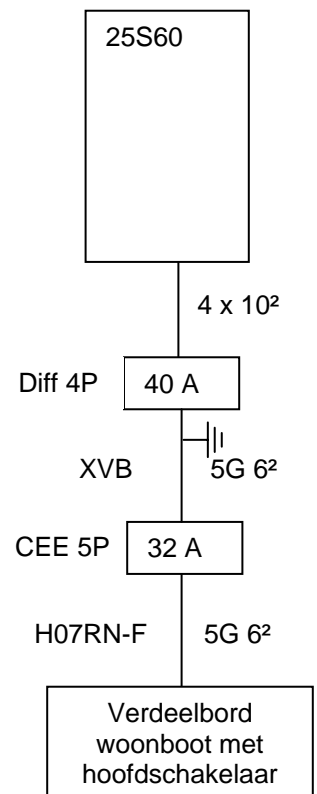 25S60
4 x 10²
Diff 4P
40 A
XVB
5G 6²
CEE 5P
32 A
H07RN-F
5G 6²
Verdeelbord
woonboot met
hoofdschakelaar